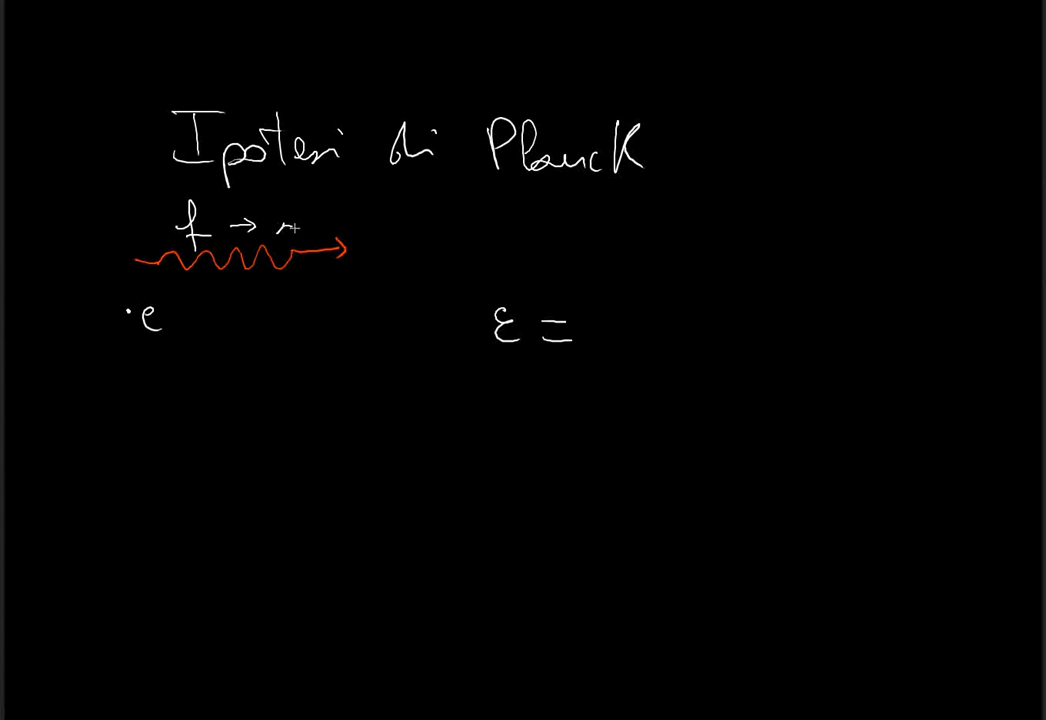 Ipotesi di Planck
f →
· e
ε =